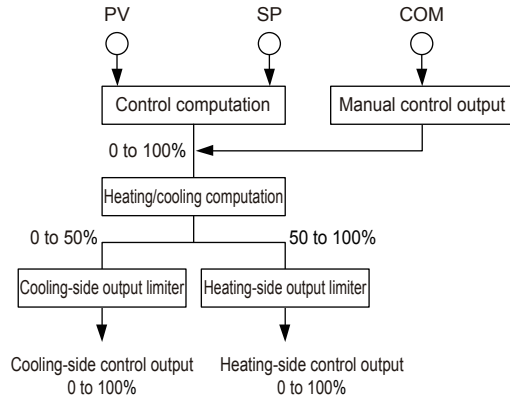 PV SP COM
Control computation Manual control output
0 to 100%
Heating/cooling computation
0 to 50% 50 to 100%
Cooling-side output limiter Heating-side output limiter
Cooling-side control output Heating-side control output
0 to 100% 0 to 100%